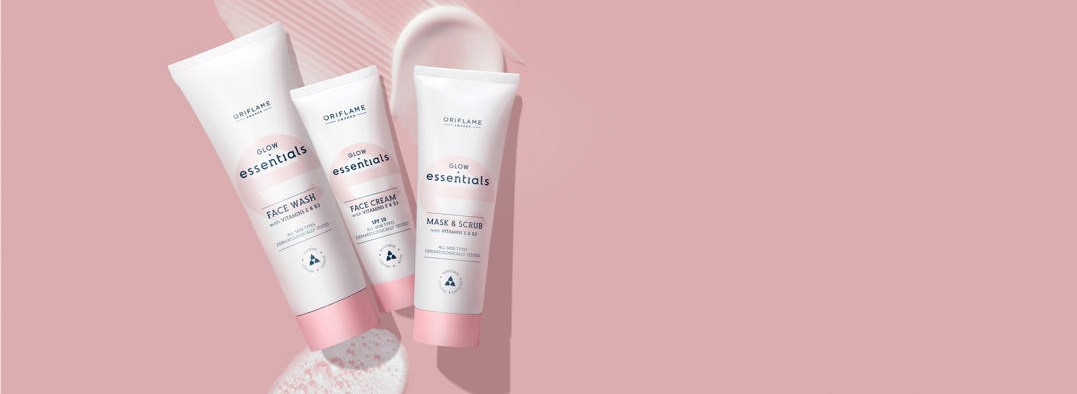 ORIFLAME
SWEDEN
GLOW
essentials
FACE WASH
with VITAMINS E & B3
ALL SKIN TYPES
DERMATOLOGICALLY TESTED
ORIFLAME
SWEDEN
GLOW
essentials
FACE CREAM
with VITAMINS E & B3
SPF 10
ALL SKIN TYPES
DERMATOLOGICALLY TESTED
ORIFLAME
SWEDEN
GLOW
essentials
MASK & SCRUB
with VITAMINS E & B3
ALL SKIN TYPES
DERMATOLOGICALLY TESTED